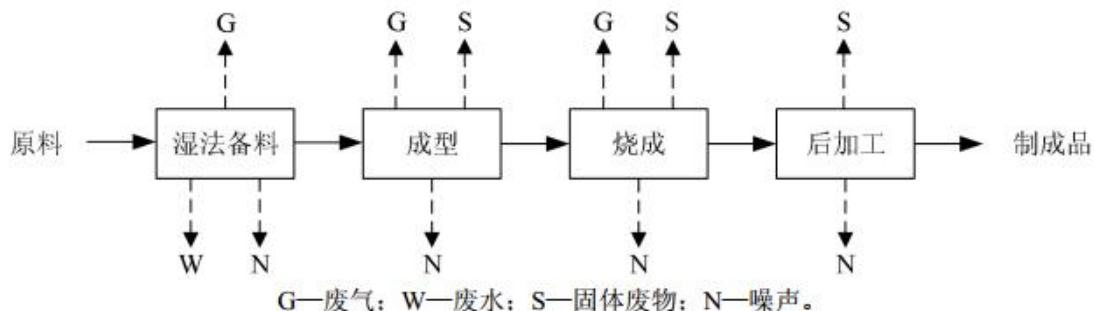 G G S G S S
原料 湿法备料 成型 烧成 后加工 制成品
W N N N N
G—废气；W—废水；S—固体废物；N—噪声。